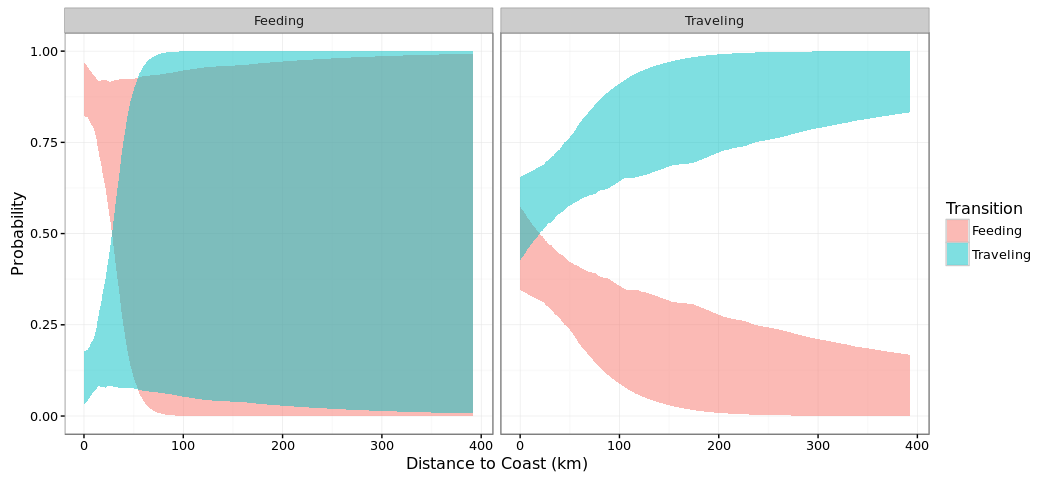 Feeding
Traveling
1.00
0.75
0.50
0.25
0.00
Probability
0 100 200 300 400
0 100 200 300 400
Distance to Coast (km)
Transition
Feeding
Traveling